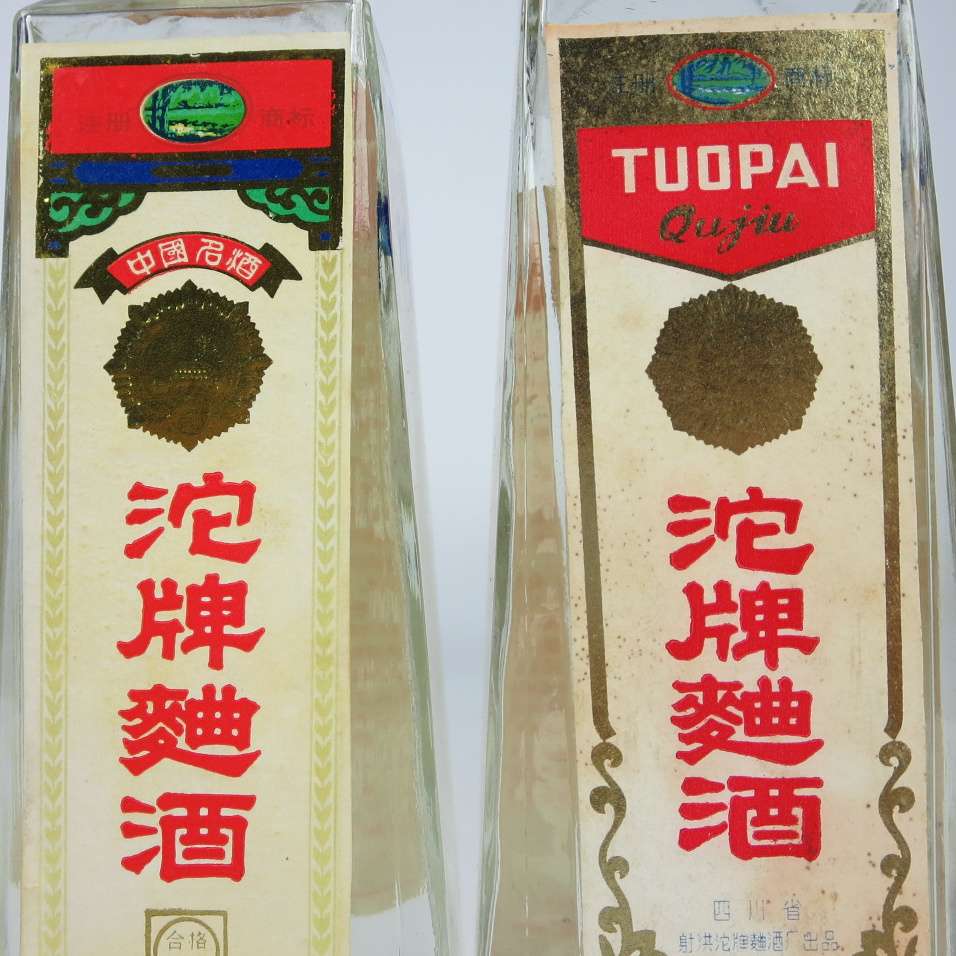 注册 商标
中國名酒
沱牌麯酒
合格
注册 商标
TUOPAI
Qujiu
沱牌麯酒
四川省
射洪沱牌麯酒厂出品